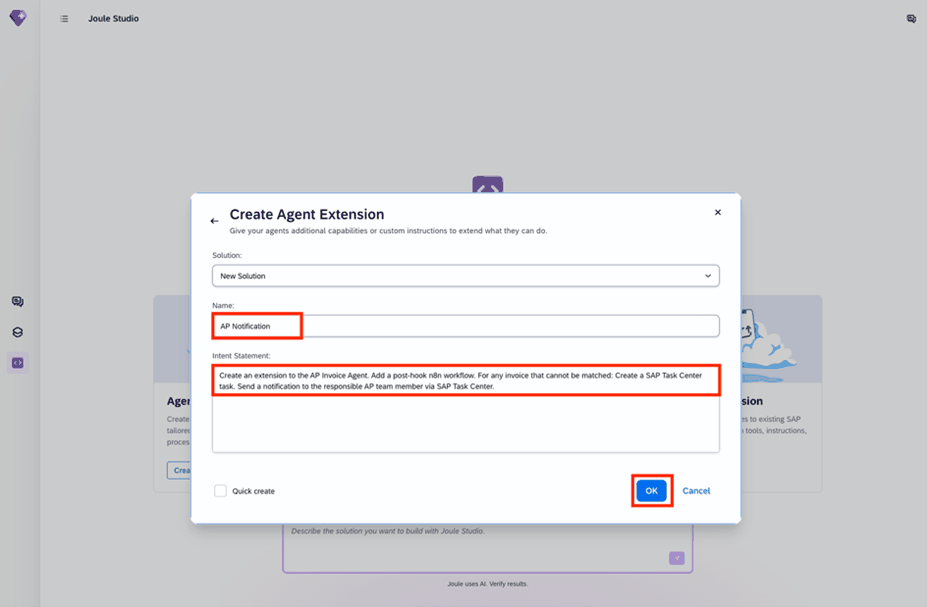 Joule Studio
Create Agent Extension
Give your agents additional capabilities or custom instructions to extend what they can do.
Solution:
New Solution
Name:
AP Notification
Intent Statement:
Create an extension to the AP Invoice Agent. Add a post-hook n8n workflow. For any invoice that cannot be matched: Create a SAP Task Center
task. Send a notification to the responsible AP team member via SAP Task Center.
Quick create
OK
Cancel
Agen
Create
tailore
proces
Crea
sion
es to existing SAP
tools, instructions,
Describe the solution you want to build with Joule Studio.
Joule uses AI. Verify results.